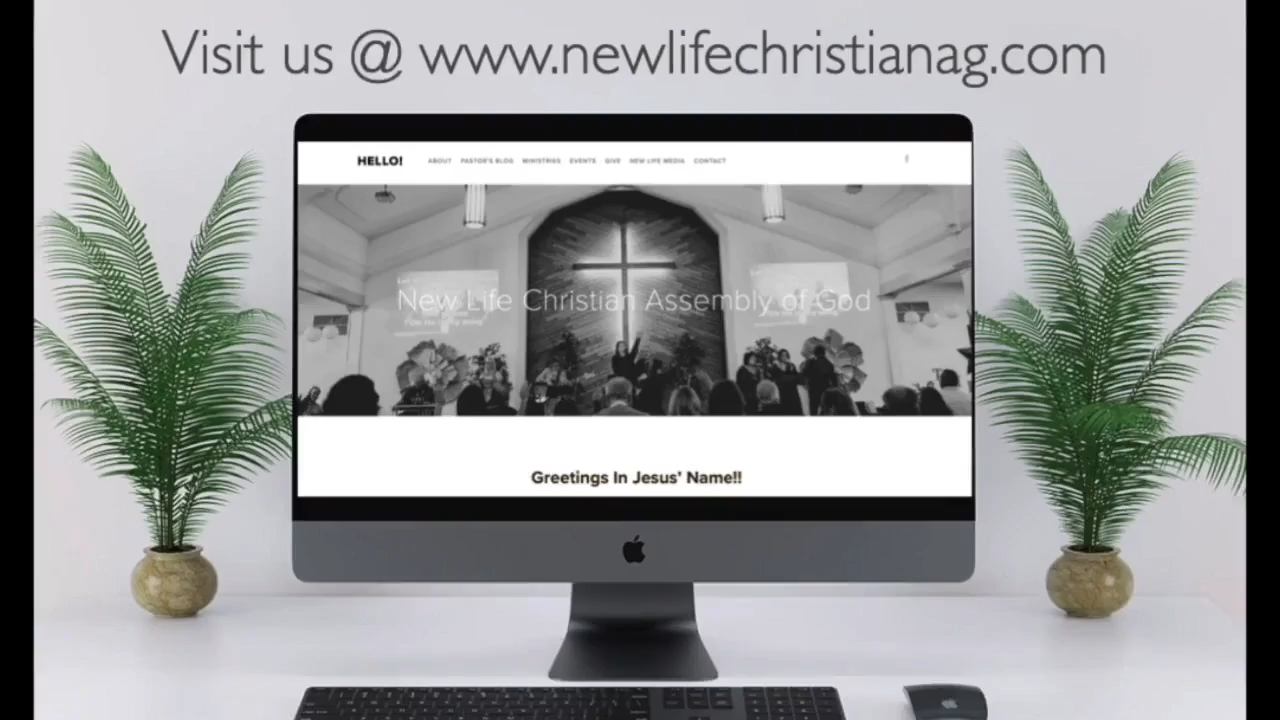 Visit us @ www.newlifechristianag.com
HELLO! ABOUT PASTOR'S BLOG MINISTRIES EVENTS GIVE NEW LIFE MEDIA CONTACT f
New Life Christian Assembly of God
Greetings In Jesus' Name!!